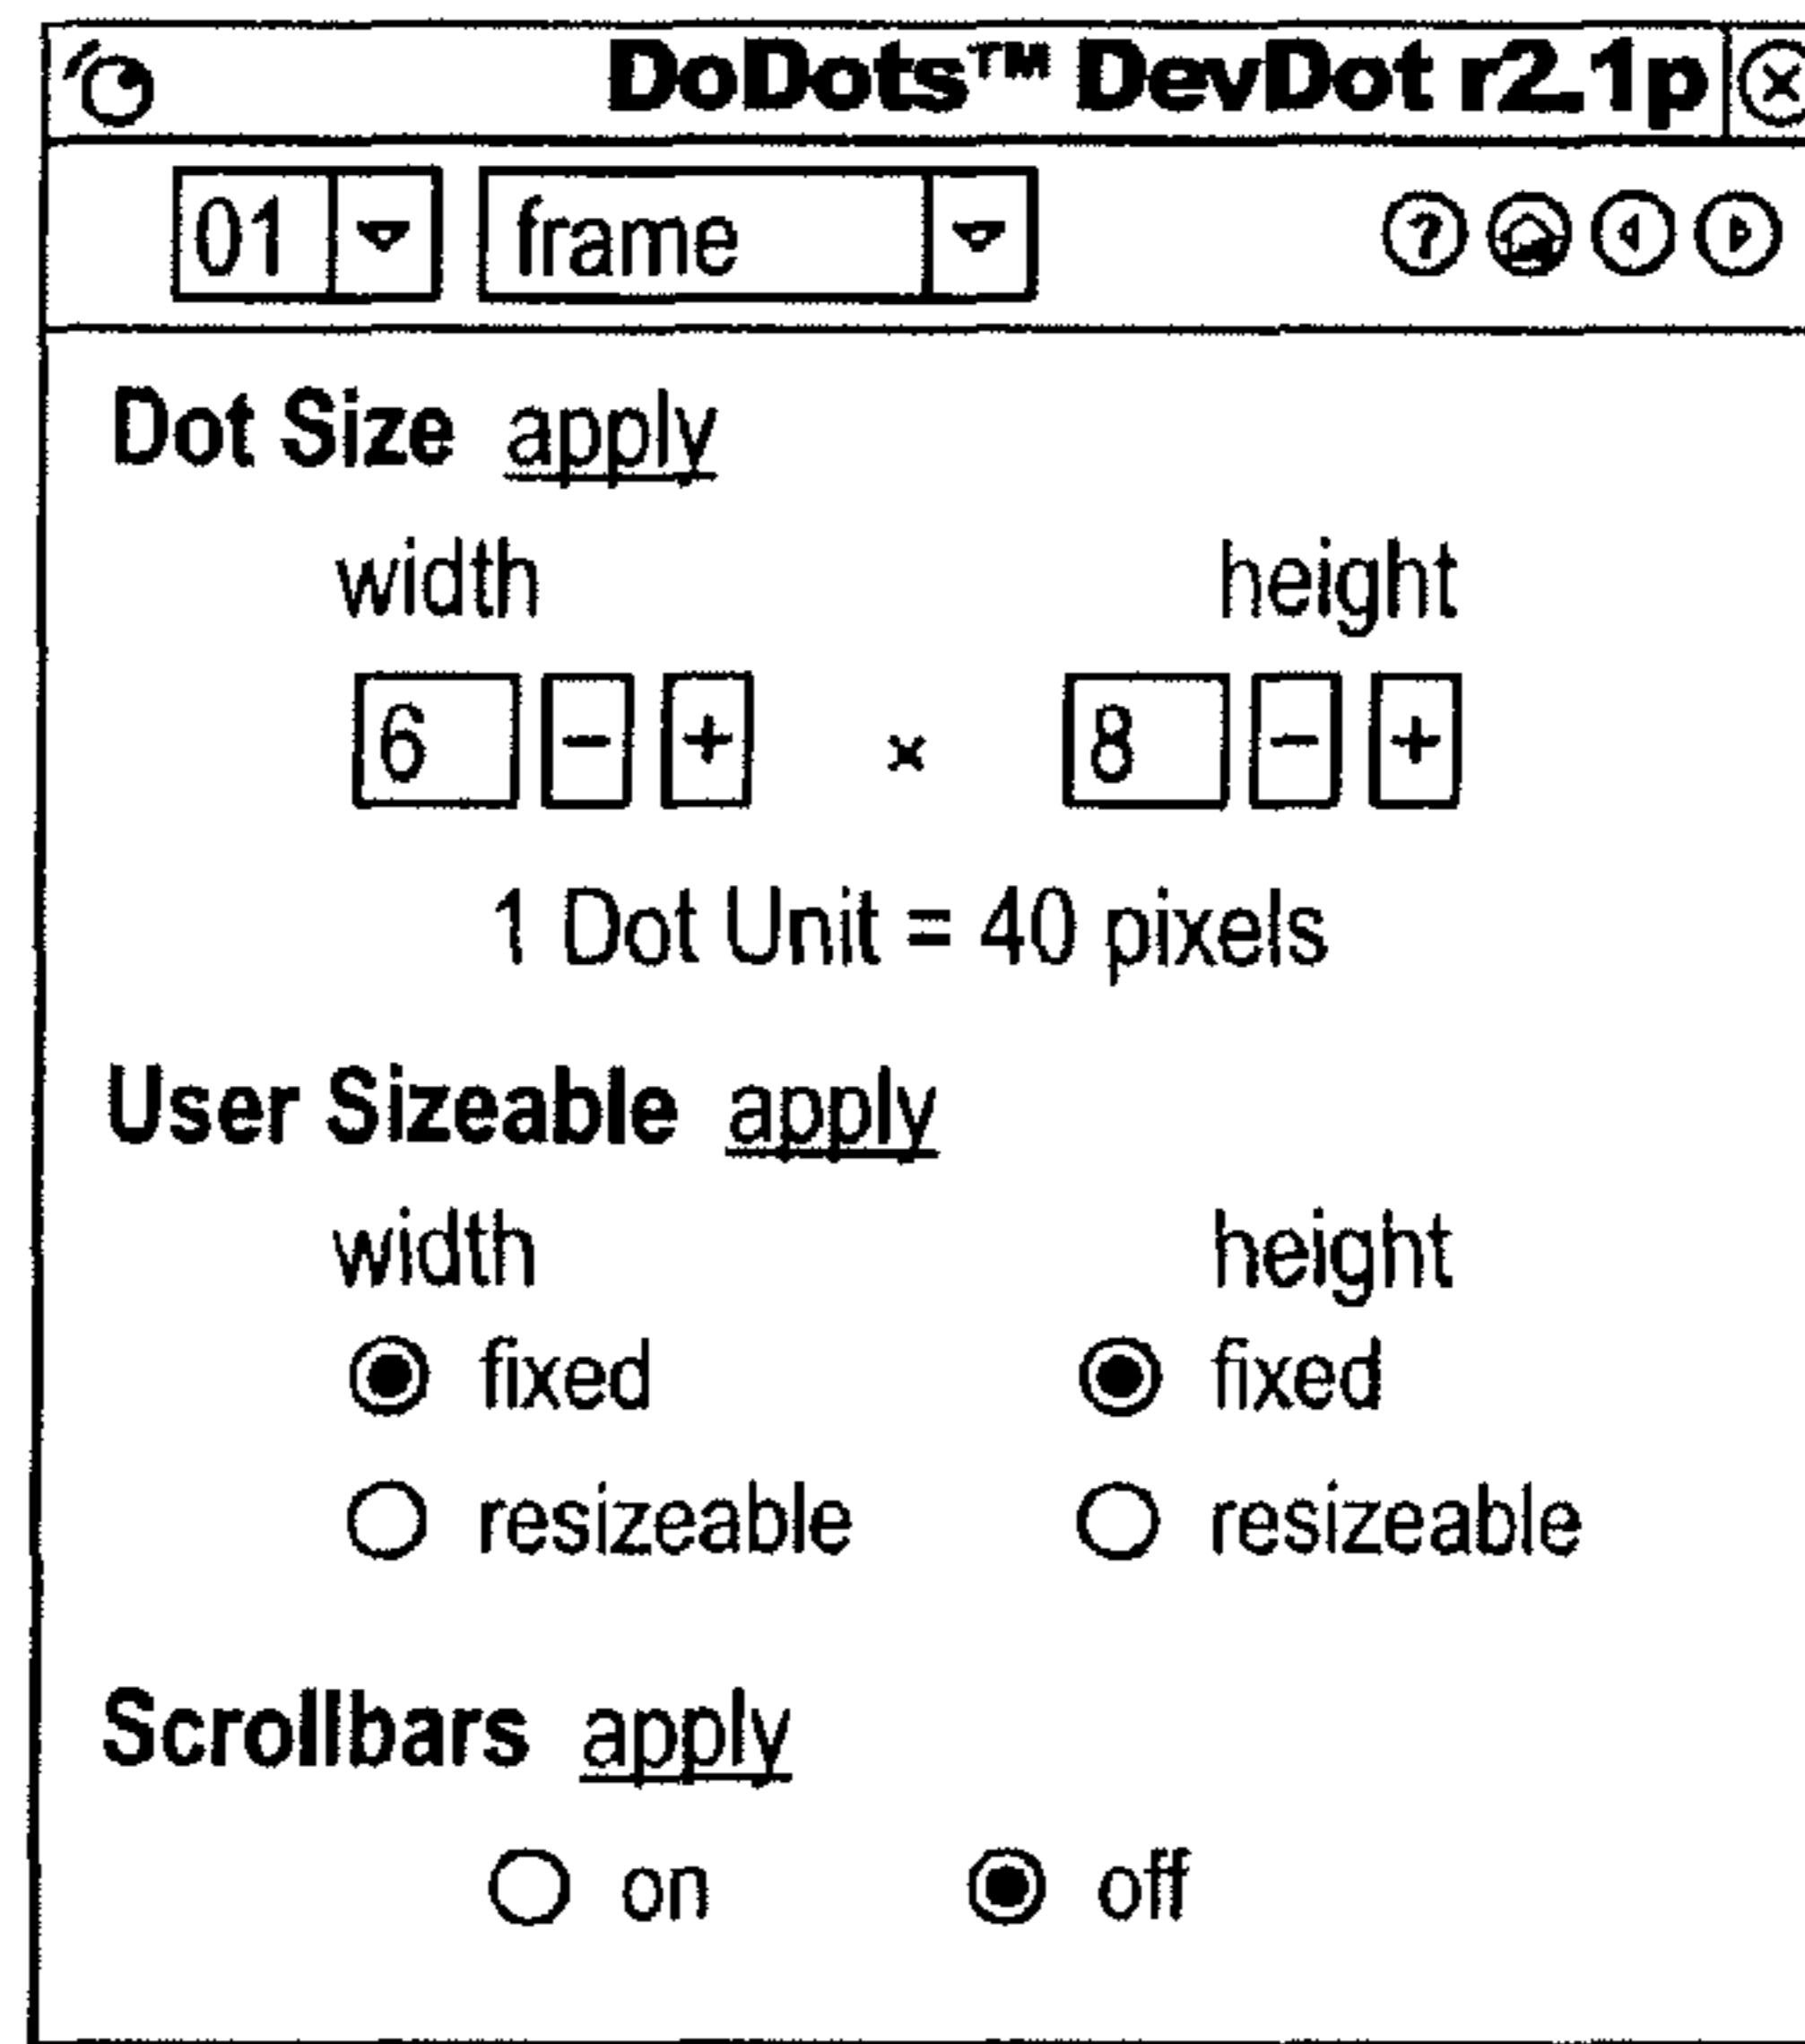 DoDots™ DevDot r2.1p
01 frame ?
Dot Size apply
width height
6 - + × 8 - +
1 Dot Unit = 40 pixels
User Sizeable apply
width height
fixed fixed
resizeable resizeable
Scrollbars apply
on off